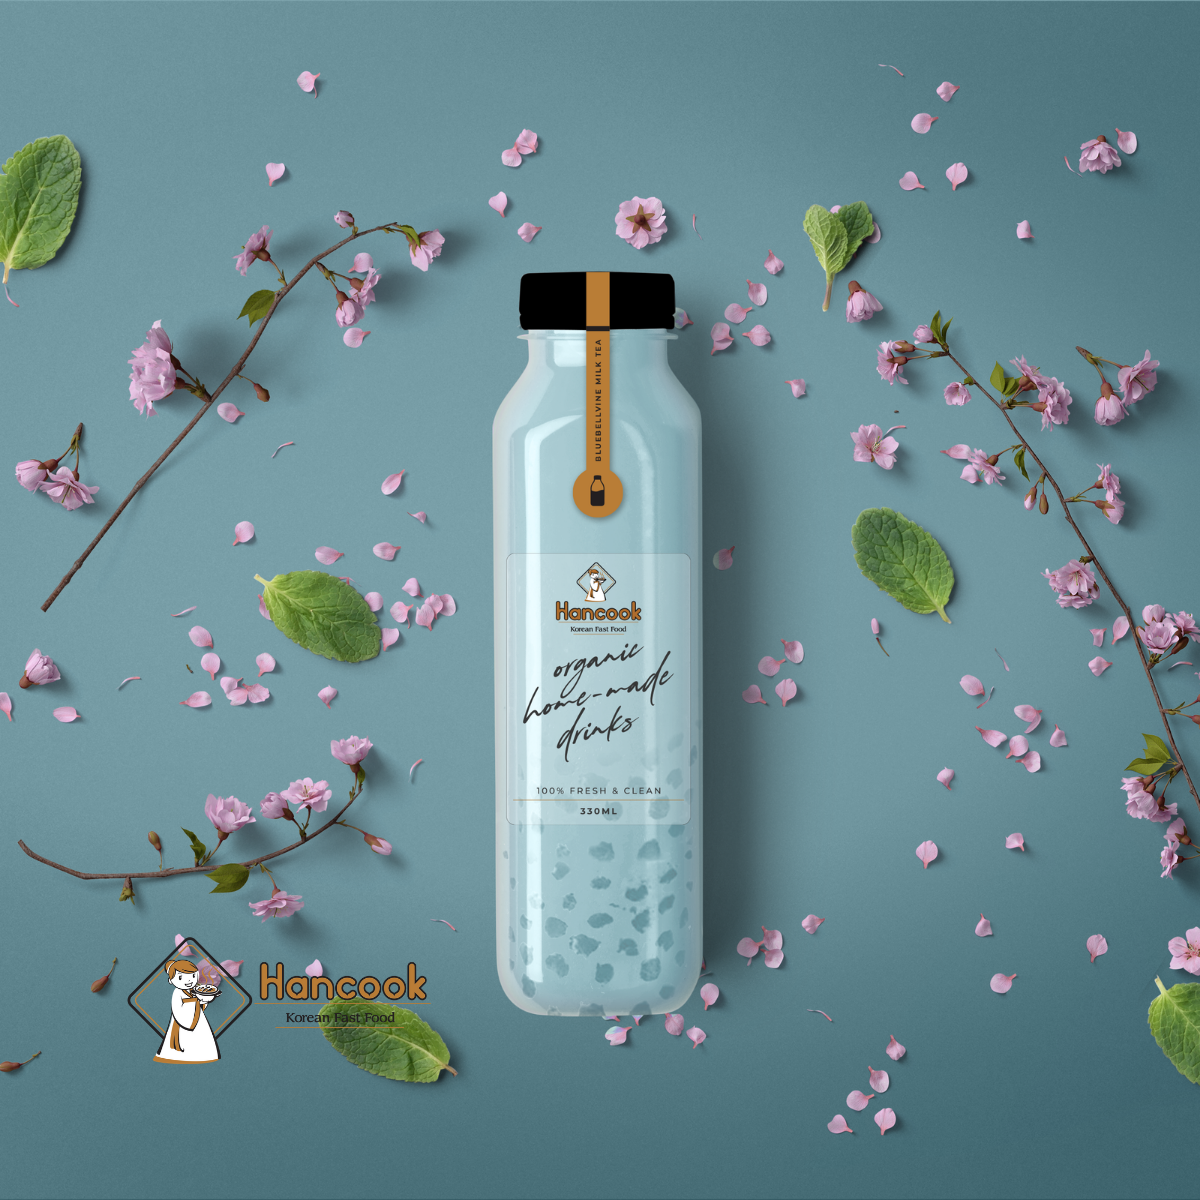 BLUEBELLVINE MILK TEA
Hancook
Korean Fast Food
organic
home-made
drinks
100% FRESH & CLEAN
330ML
Hancook
Korean Fast Food